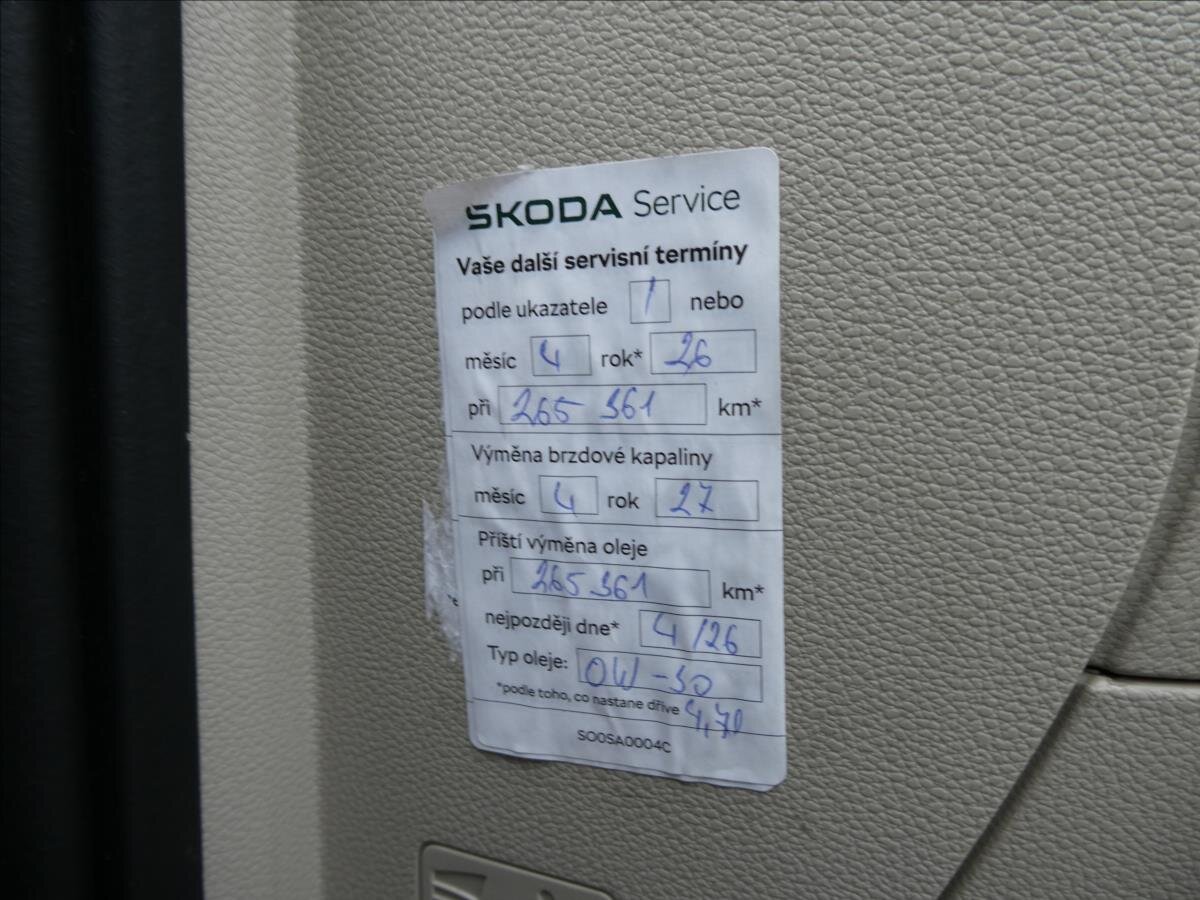 ŠKODA Service
Vaše další servisní termíny
podle ukazatele / nebo
měsíc 4 rok* 26
při 265 361 km*
Výměna brzdové kapaliny
měsíc 4 rok 27
Příští výměna oleje
při 265 361 km*
nejpozději dne* 4/26
Typ oleje: 0W-30
*podle toho, co nastane dříve 4,7l
SO0SA0004C